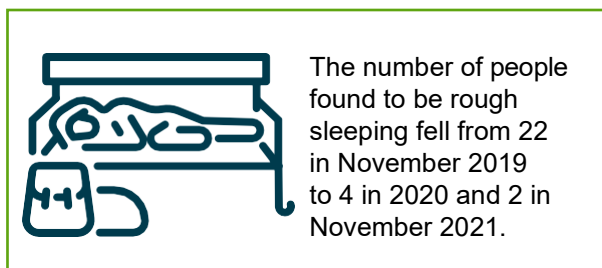 The number of people
found to be rough
sleeping fell from 22
in November 2019
to 4 in 2020 and 2 in
November 2021.